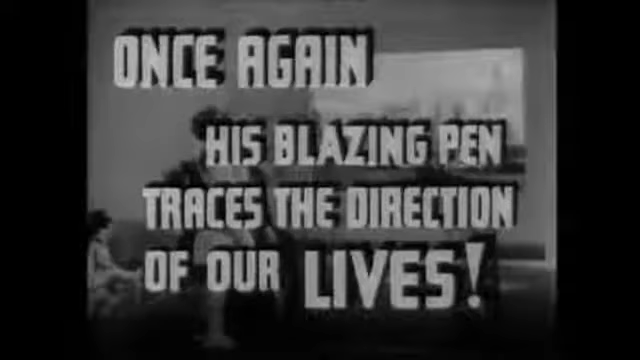 ONCE AGAIN
HIS BLAZING PEN
TRACES THE DIRECTION
OF OUR LIVES!